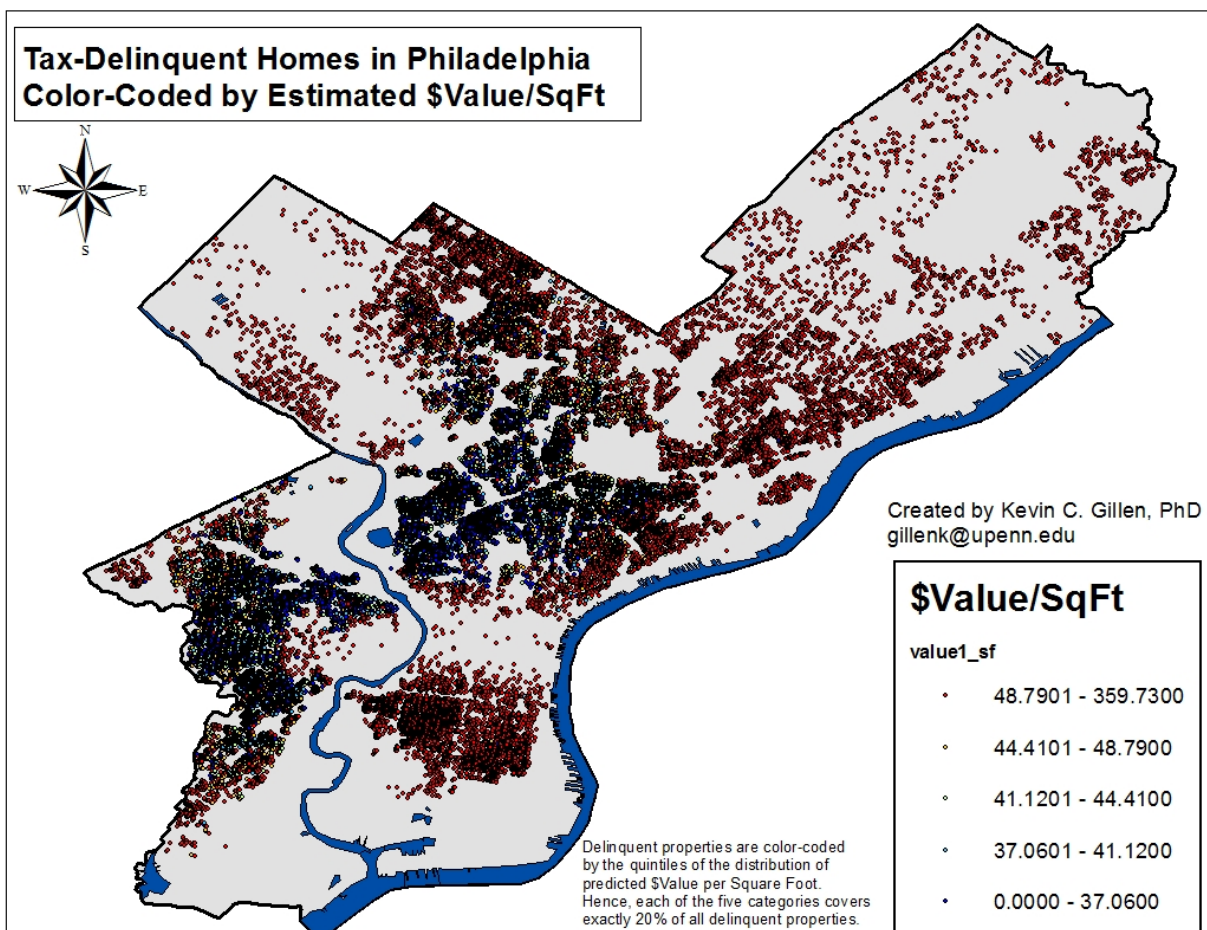 Tax-Delinquent Homes in Philadelphia
Color-Coded by Estimated $Value/SqFt
N
W
E
S
Created by Kevin C. Gillen, PhD
gillenk@upenn.edu
$Value/SqFt
value1_sf
48.7901 - 359.7300
44.4101 - 48.7900
41.1201 - 44.4100
37.0601 - 41.1200
0.0000 - 37.0600
Delinquent properties are color-coded
by the quintiles of the distribution of
predicted $Value per Square Foot.
Hence, each of the five categories covers
exactly 20% of all delinquent properties.